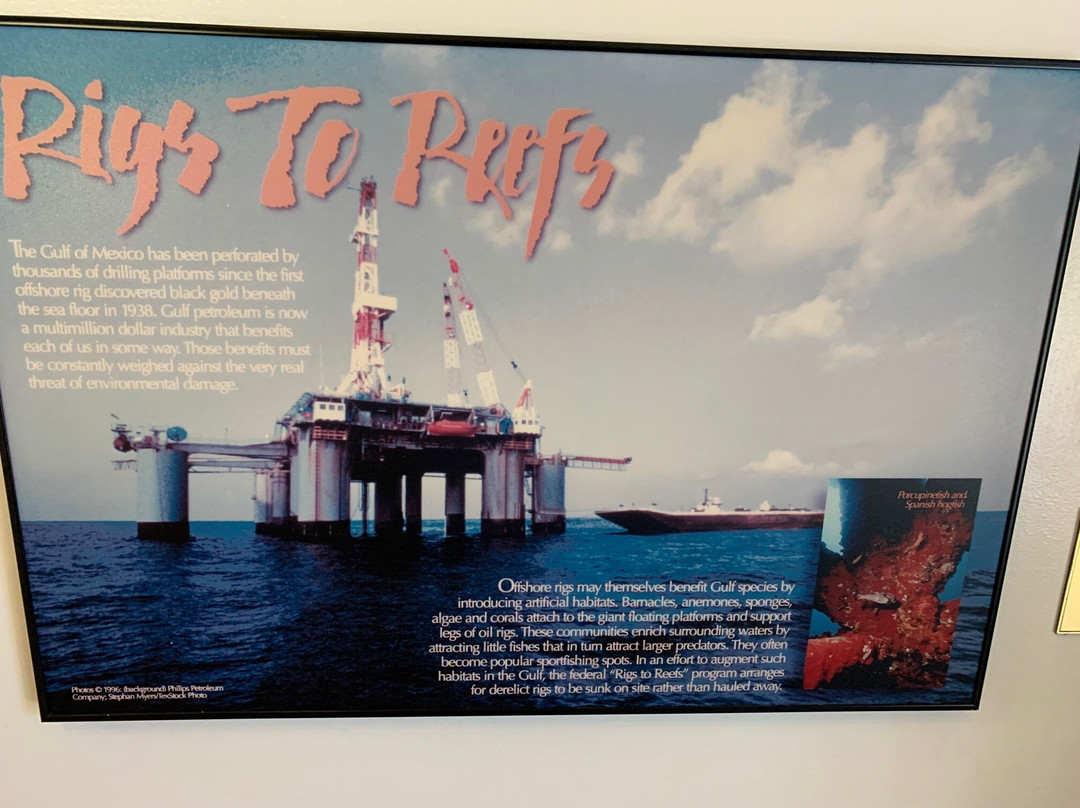 Rigs To Reefs
The Gulf of Mexico has been perforated by
thousands of drilling platforms since the first
offshore rig discovered black gold beneath
the sea floor in 1938. Gulf petroleum is now
a multimillion dollar industry that benefits
each of us in some way. Those benefits must
be constantly weighed against the very real
threat of environmental damage.
Porcupinefish and
Spanish hogfish
Offshore rigs may themselves benefit Gulf species by
introducing artificial habitats. Barnacles, anemones, sponges,
algae and corals attach to the giant floating platforms and support
legs of oil rigs. These communities enrich surrounding waters by
attracting little fishes that in turn attract larger predators. They often
become popular sportfishing spots. In an effort to augment such
habitats in the Gulf, the federal "Rigs to Reefs" program arranges
for derelict rigs to be sunk on site rather than hauled away.
Photos © 1996: (background) Phillips Petroleum
Company; Stephan Myers/TexStock Photo